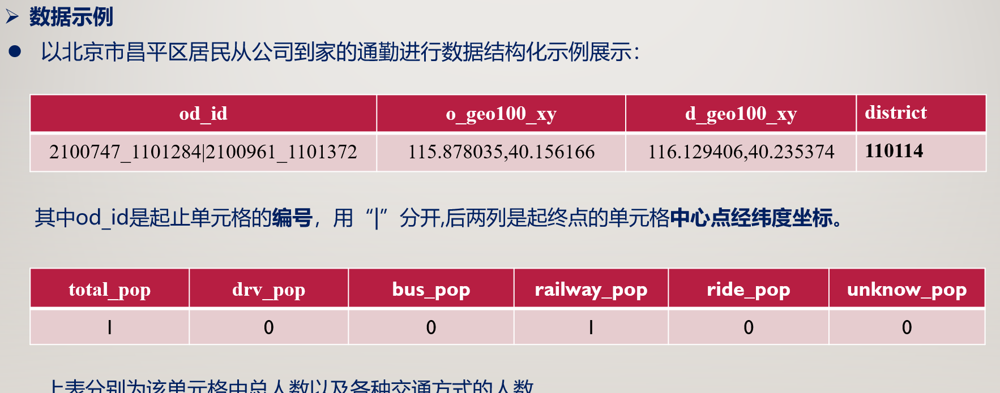 数据示例
以北京市昌平区居民从公司到家的通勤进行数据结构化示例展示：
od_id o_geo100_xy d_geo100_xy district
2100747_1101284|2100961_1101372 115.878035,40.156166 116.129406,40.235374 110114
其中od_id是起止单元格的编号，用“|”分开,后两列是起终点的单元格中心点经纬度坐标。
total_pop drv_pop bus_pop railway_pop ride_pop unknow_pop
1 0 0 1 0 0
上表分别为该单元格中总人数以及各种交通方式的人数